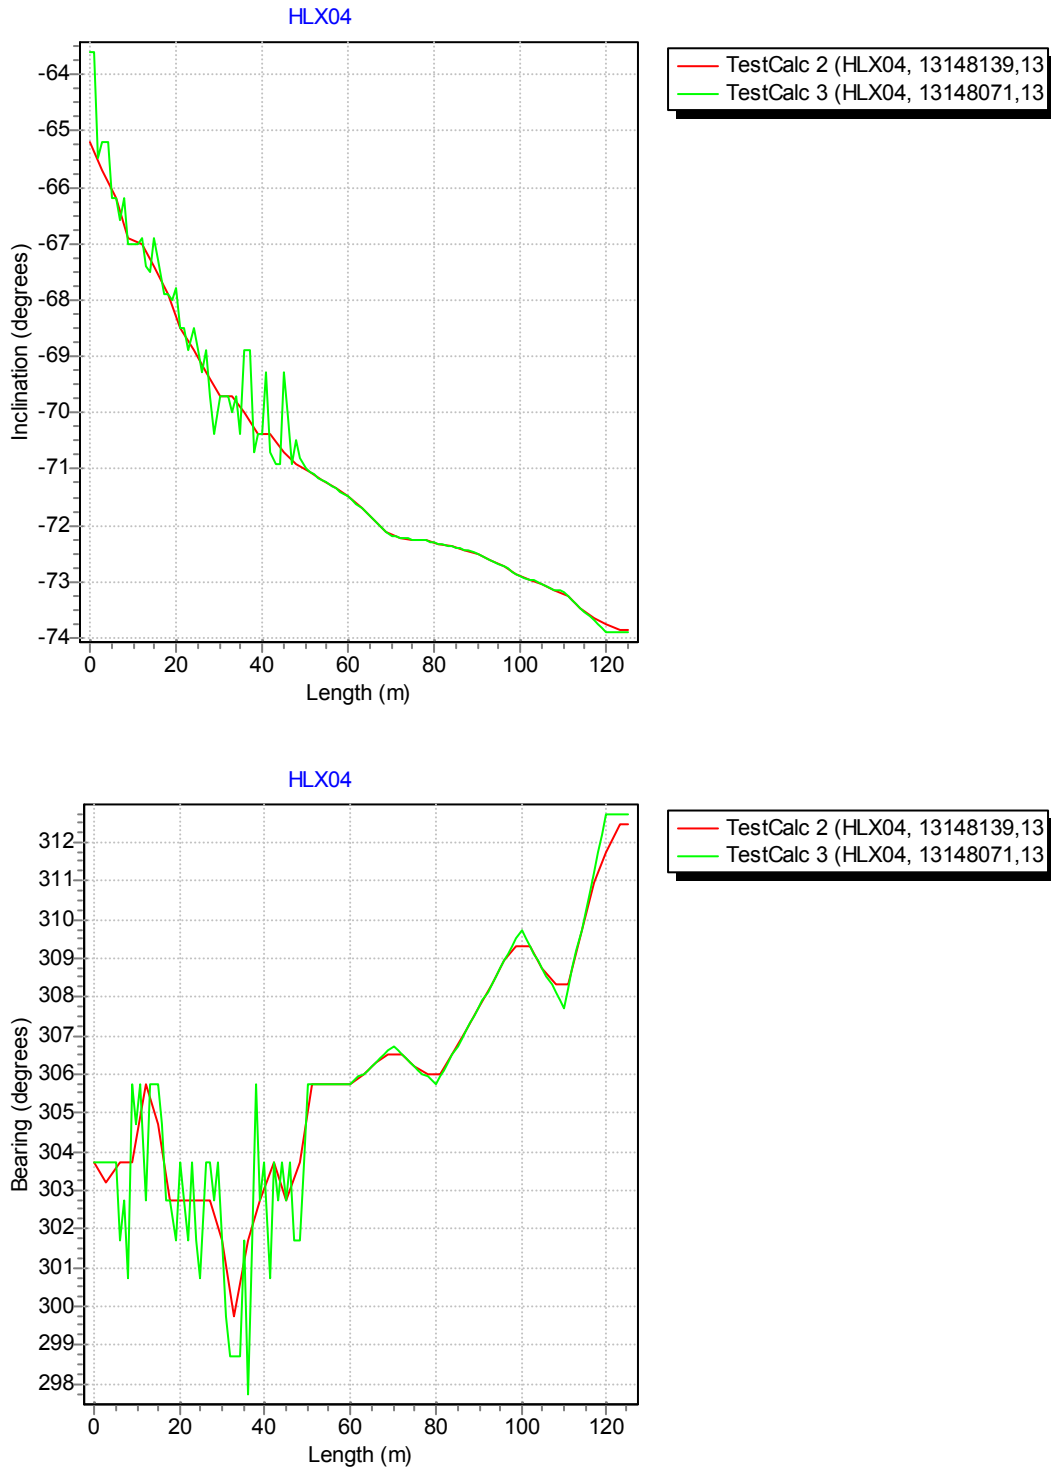 HLX04
TestCalc 2 (HLX04, 13148139,13
TestCalc 3 (HLX04, 13148071,13
-64
-65
-66
-67
-68
-69
-70
-71
-72
-73
-74
Inclination (degrees)
0 20 40 60 80 100 120
Length (m)
HLX04
TestCalc 2 (HLX04, 13148139,13
TestCalc 3 (HLX04, 13148071,13
312
311
310
309
308
307
306
305
304
303
302
301
300
299
298
Bearing (degrees)
0 20 40 60 80 100 120
Length (m)